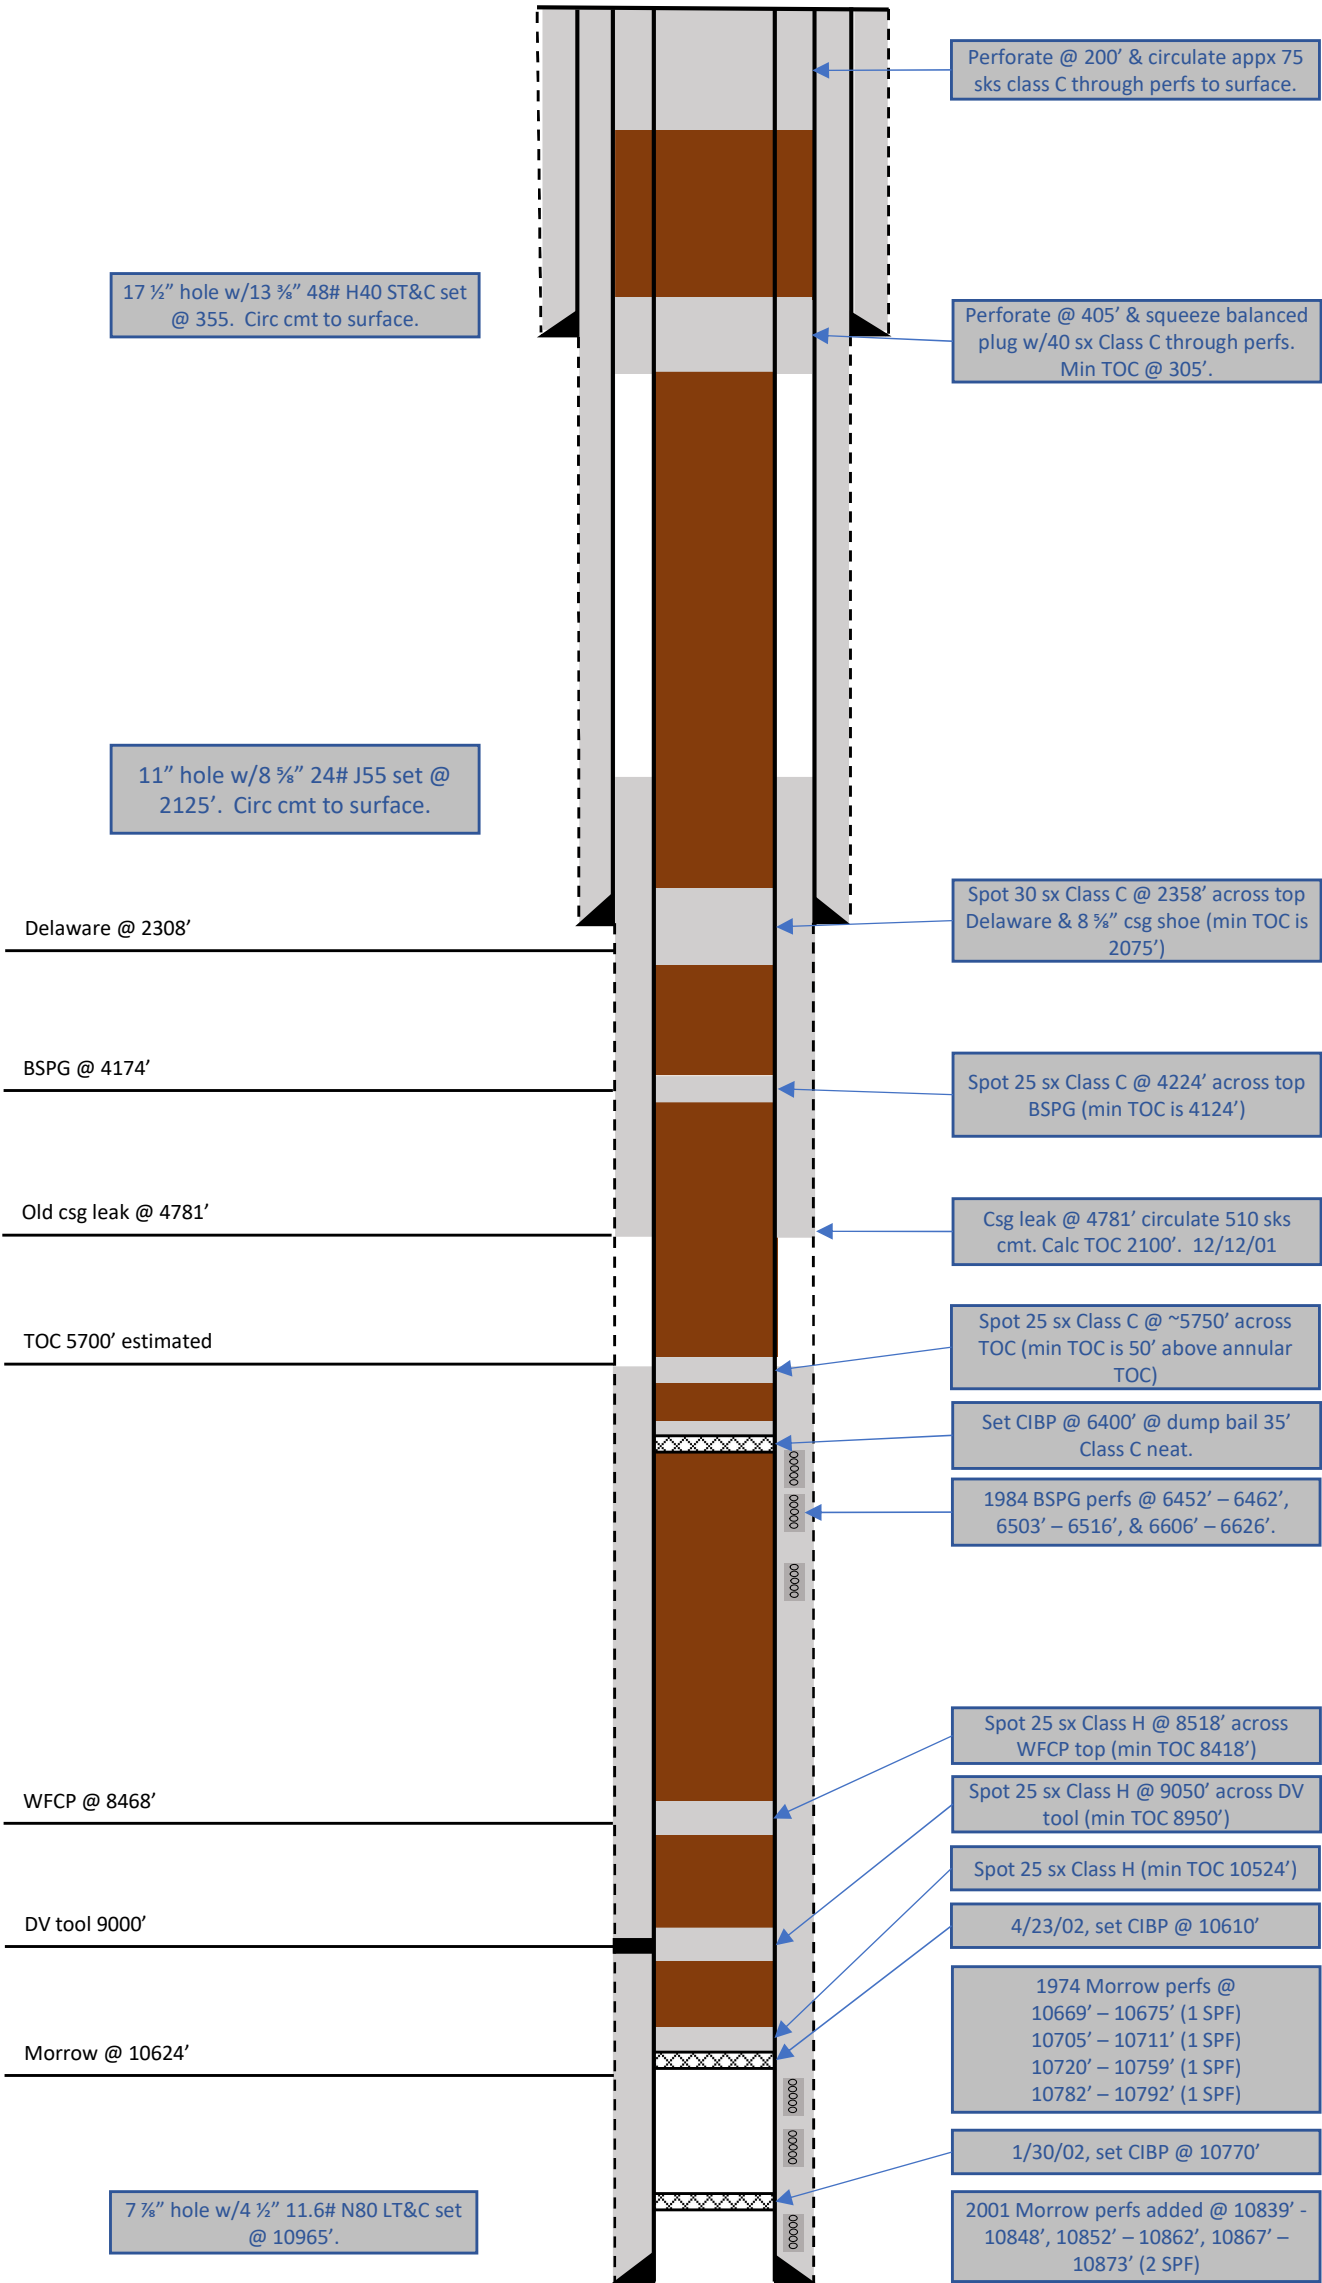 Perforate @ 200’ & circulate appx 75
sks class C through perfs to surface.
17 ½” hole w/13 ⅜” 48# H40 ST&C set
@ 355. Circ cmt to surface.
Perforate @ 405’ & squeeze balanced
plug w/40 sx Class C through perfs.
Min TOC @ 305’.
11” hole w/8 ⅝” 24# J55 set @
2125’. Circ cmt to surface.
Delaware @ 2308’
Spot 30 sx Class C @ 2358’ across top
Delaware & 8 ⅝” csg shoe (min TOC is
2075’)
BSPG @ 4174’
Spot 25 sx Class C @ 4224’ across top
BSPG (min TOC is 4124’)
Old csg leak @ 4781’
Csg leak @ 4781’ circulate 510 sks
cmt. Calc TOC 2100’. 12/12/01
TOC 5700’ estimated
Spot 25 sx Class C @ ~5750’ across
TOC (min TOC is 50’ above annular
TOC)
Set CIBP @ 6400’ @ dump bail 35’
Class C neat.
1984 BSPG perfs @ 6452’ – 6462’,
6503’ – 6516’, & 6606’ – 6626’.
Spot 25 sx Class H @ 8518’ across
WFCP top (min TOC 8418’)
WFCP @ 8468’
Spot 25 sx Class H @ 9050’ across DV
tool (min TOC 8950’)
Spot 25 sx Class H (min TOC 10524’)
DV tool 9000’
4/23/02, set CIBP @ 10610’
1974 Morrow perfs @
10669’ – 10675’ (1 SPF)
10705’ – 10711’ (1 SPF)
10720’ – 10759’ (1 SPF)
10782’ – 10792’ (1 SPF)
Morrow @ 10624’
1/30/02, set CIBP @ 10770’
7 ⅞” hole w/4 ½” 11.6# N80 LT&C set
@ 10965’.
2001 Morrow perfs added @ 10839’ -
10848’, 10852’ – 10862’, 10867’ –
10873’ (2 SPF)